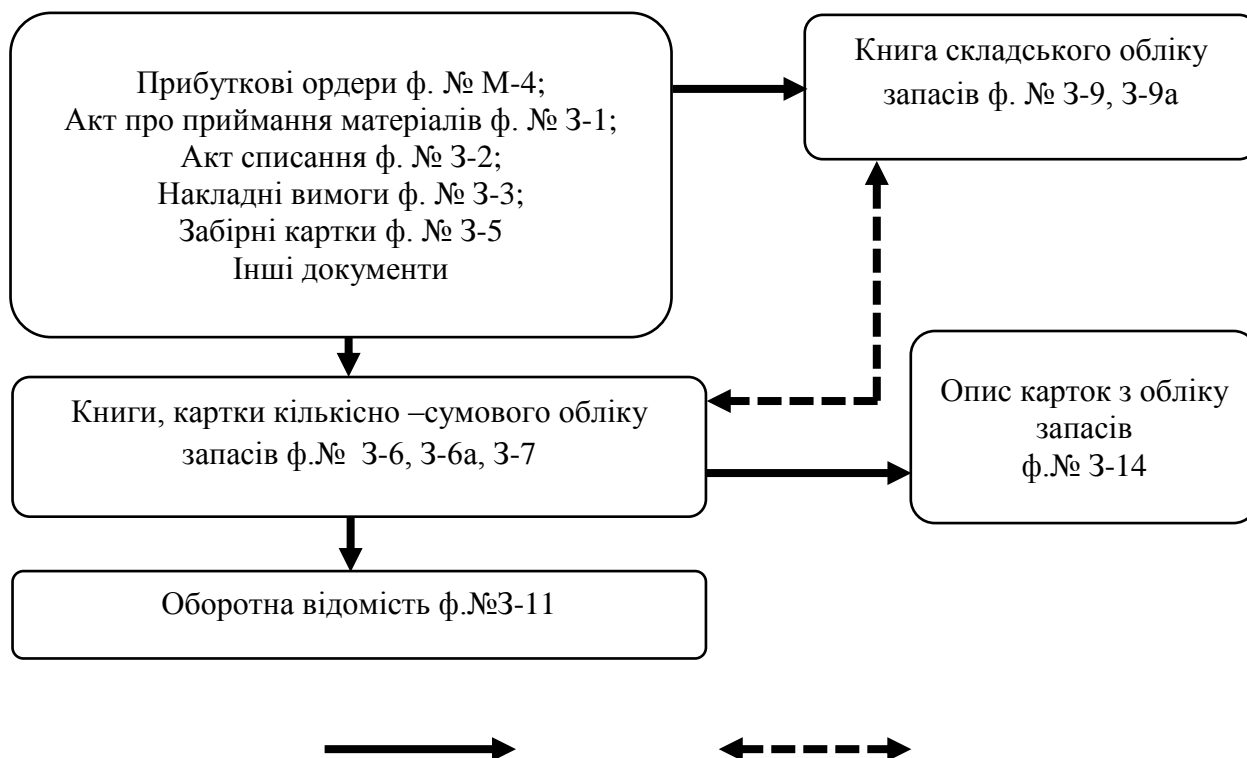 Прибуткові ордери ф. № М-4;
Акт про приймання матеріалів ф. № З-1;
Акт списання ф. № З-2;
Накладні вимоги ф. № З-3;
Забірні картки ф. № З-5
Інші документи
Книга складського обліку
запасів ф. № З-9, З-9а
Книги, картки кількісно –сумового обліку
запасів ф.№ З-6, З-6а, З-7
Опис карток з обліку
запасів
ф.№ З-14
Оборотна відомість ф.№З-11